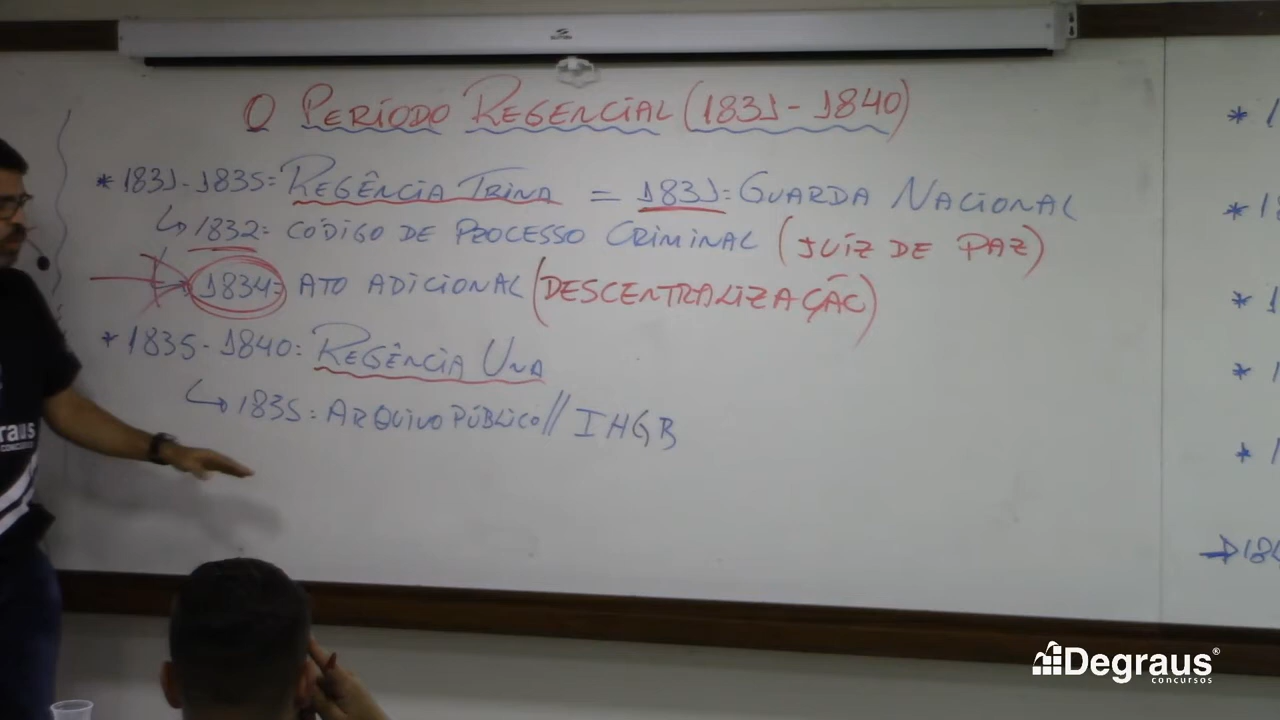 O PERÍODO REGENCIAL (1831-1840)
* 1831-1835: REGÊNCIA TRINA = 1831: GUARDA NACIONAL
↳ 1832: CÓDIGO DE PROCESSO CRIMINAL (JUÍZ DE PAZ)
→ 1834: ATO ADICIONAL (DESCENTRALIZAÇÃO)
* 1835-1840: REGÊNCIA UNA
↳ 1835: ARQUIVO PÚBLICO // IHGB
Degraus®
concursos